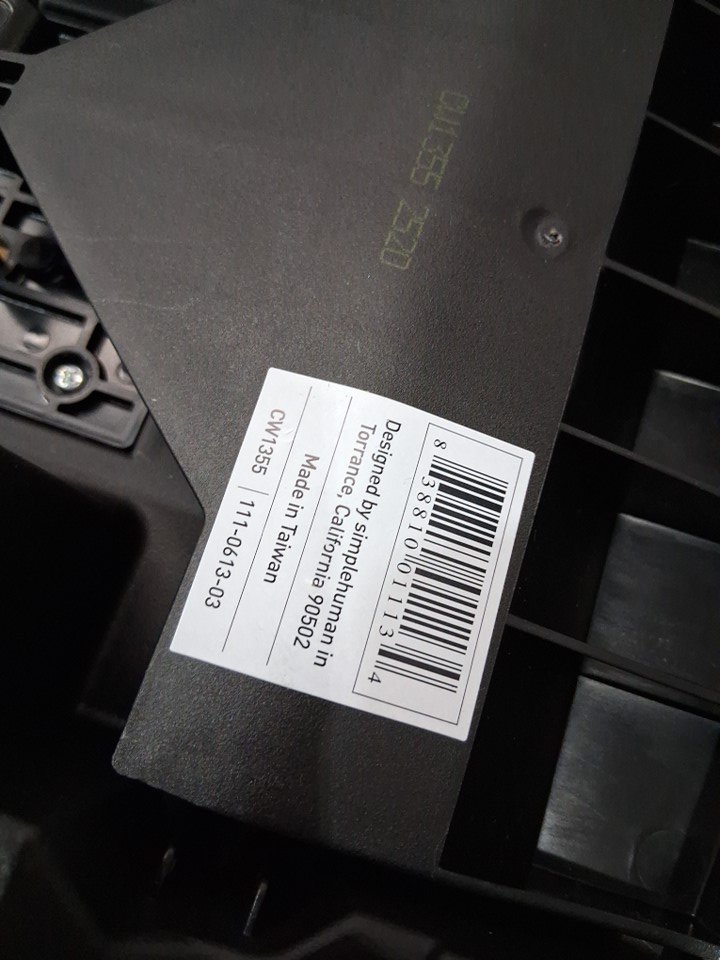 CW1355 2520
8 38810 01113 4
Designed by simplehuman in
Torrance, California 90502
Made in Taiwan
CW1355 | 111-0613-03